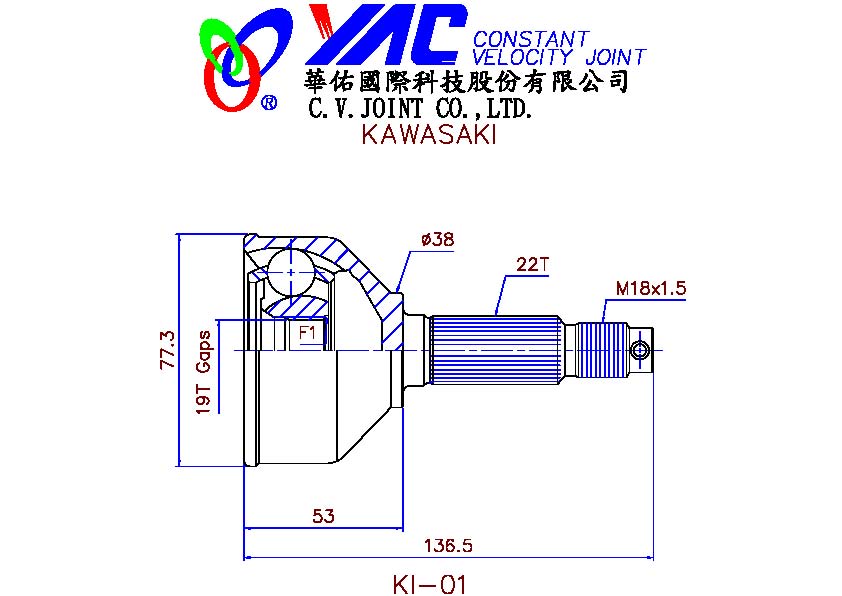 YAC CONSTANT
VELOCITY JOINT
華佑國際科技股份有限公司
®
C.V.JOINT CO.,LTD.
KAWASAKI
ø38
22T
M18x1.5
77.3
19T Gaps
F1
53
136.5
KI-01